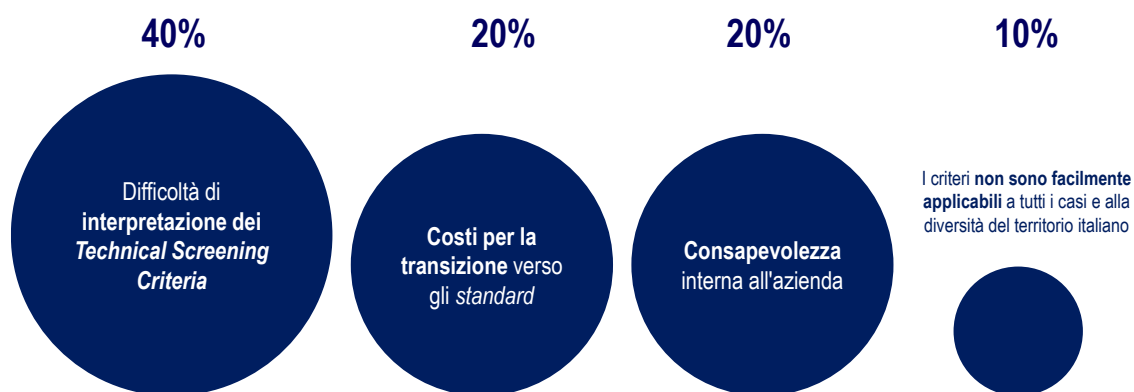 40%
20%
20%
10%
Difficoltà di
interpretazione dei
Technical Screening
Criteria
Costi per la
transizione verso
gli standard
Consapevolezza
interna all'azienda
I criteri non sono facilmente
applicabili a tutti i casi e alla
diversità del territorio italiano